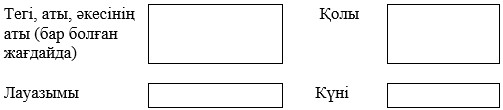 Тегі, аты, әкесінің Қолы
аты (бар болған
жағдайда)
Лауазымы Күні